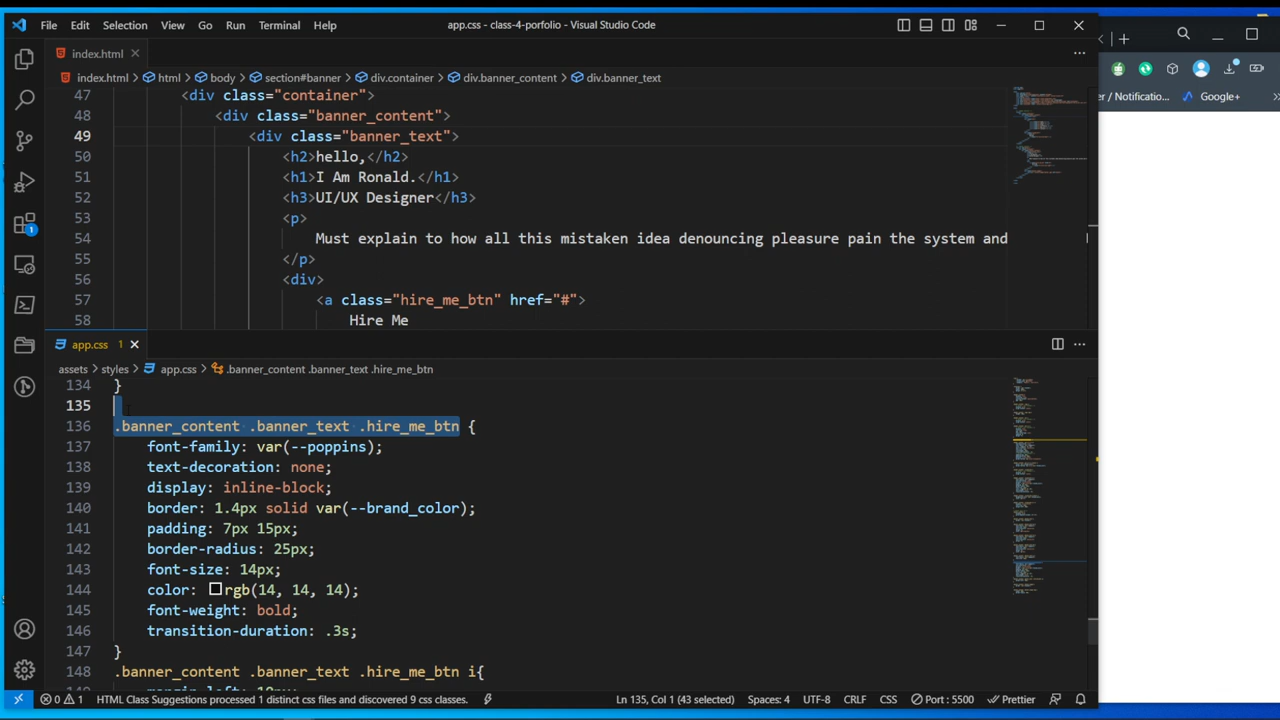 File Edit Selection View Go Run Terminal Help app.css - class-4-porfolio - Visual Studio Code
index.html
index.html > html > body > section#banner > div.container > div.banner_content > div.banner_text
47 <div class="container">
48 <div class="banner_content">
49 <div class="banner_text">
50 <h2>hello,</h2>
51 <h1>I Am Ronald.</h1>
52 <h3>UI/UX Designer</h3>
53 <p>
54 Must explain to how all this mistaken idea denouncing pleasure pain the system and
55 </p>
56 <div>
57 <a class="hire_me_btn" href="#">
58 Hire Me
app.css 1
assets > styles > app.css > .banner_content .banner_text .hire_me_btn
134 }
135
136 .banner_content .banner_text .hire_me_btn {
137 font-family: var(--poppins);
138 text-decoration: none;
139 display: inline-block;
140 border: 1.4px solid var(--brand_color);
141 padding: 7px 15px;
142 border-radius: 25px;
143 font-size: 14px;
144 color: rgb(14, 14, 14);
145 font-weight: bold;
146 transition-duration: .3s;
147 }
148 .banner_content .banner_text .hire_me_btn i{
0 1 HTML Class Suggestions processed 1 distinct css files and discovered 9 css classes. Ln 135, Col 1 (43 selected) Spaces: 4 UTF-8 CRLF CSS Port : 5500 Prettier
1
r / Notificatio... Google+